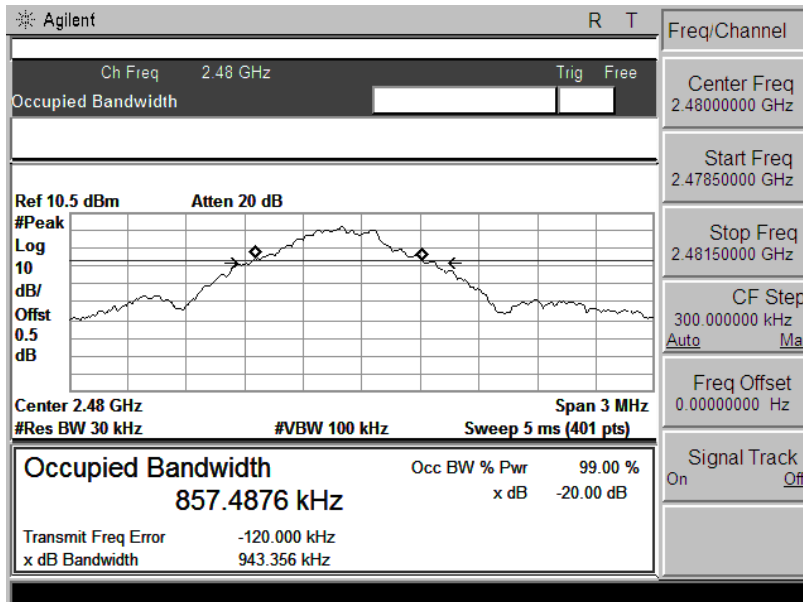 Agilent R T
Ch Freq 2.48 GHz Trig Free
Occupied Bandwidth
Ref 10.5 dBm Atten 20 dB
#Peak
Log
10
dB/
Offst
0.5
dB
Center 2.48 GHz Span 3 MHz
#Res BW 30 kHz #VBW 100 kHz Sweep 5 ms (401 pts)
Occupied Bandwidth Occ BW % Pwr 99.00 %
857.4876 kHz x dB -20.00 dB
Transmit Freq Error -120.000 kHz
x dB Bandwidth 943.356 kHz
Freq/Channel
Center Freq
2.48000000 GHz
Start Freq
2.47850000 GHz
Stop Freq
2.48150000 GHz
CF Step
300.000000 kHz
Auto Ma
Freq Offset
0.00000000 Hz
Signal Track
On Off